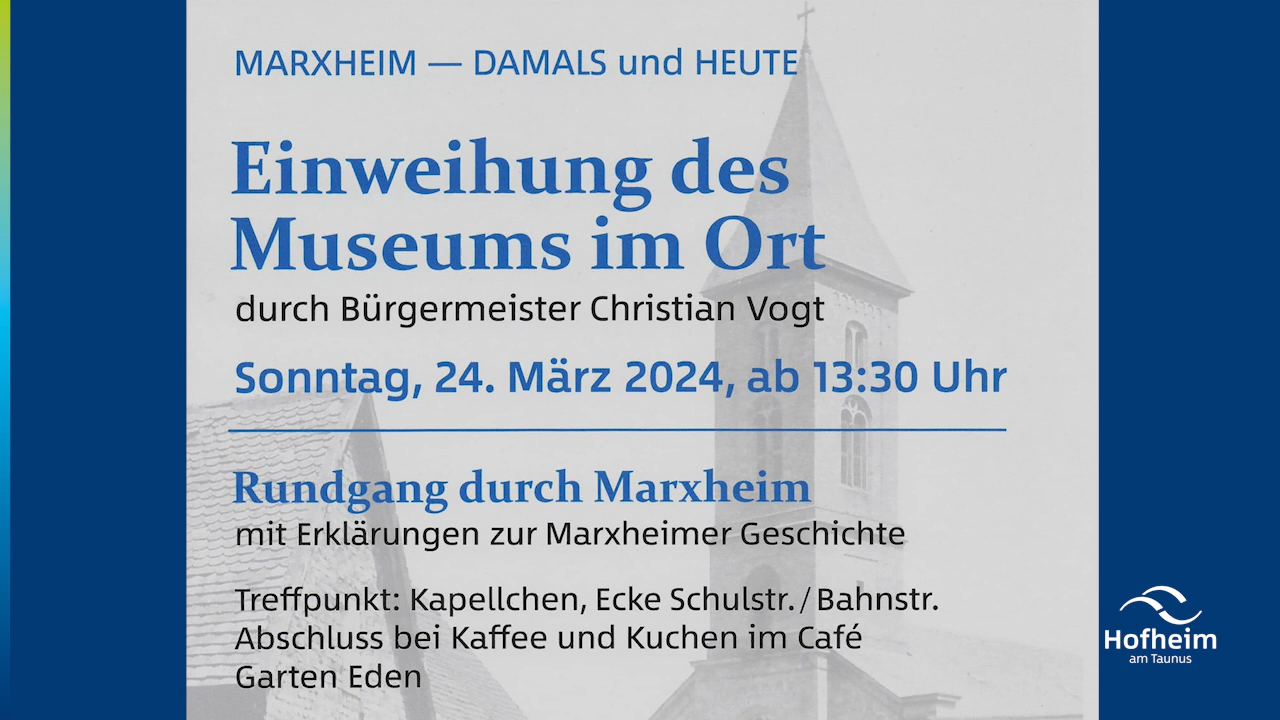 MARXHEIM — DAMALS und HEUTE
Einweihung des
Museums im Ort
durch Bürgermeister Christian Vogt
Sonntag, 24. März 2024, ab 13:30 Uhr
Rundgang durch Marxheim
mit Erklärungen zur Marxheimer Geschichte
Treffpunkt: Kapellchen, Ecke Schulstr./Bahnstr.
Abschluss bei Kaffee und Kuchen im Café
Garten Eden
Hofheim
am Taunus